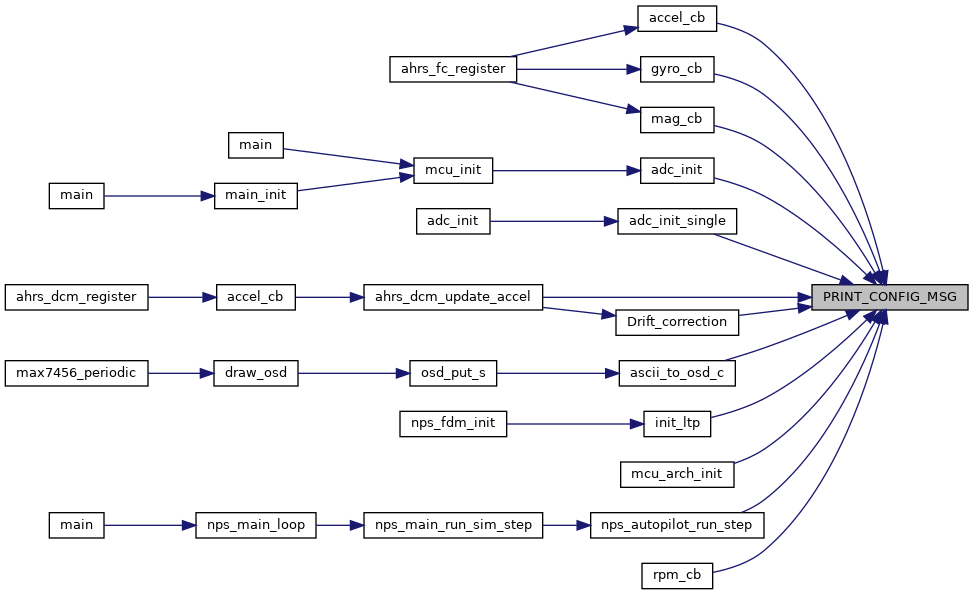 accel_cb
ahrs_fc_register
gyro_cb
mag_cb
main
mcu_init
adc_init
main
main_init
adc_init
adc_init_single
ahrs_dcm_register
accel_cb
ahrs_dcm_update_accel
PRINT_CONFIG_MSG
Drift_correction
max7456_periodic
draw_osd
osd_put_s
ascii_to_osd_c
nps_fdm_init
init_ltp
mcu_arch_init
main
nps_main_loop
nps_main_run_sim_step
nps_autopilot_run_step
rpm_cb